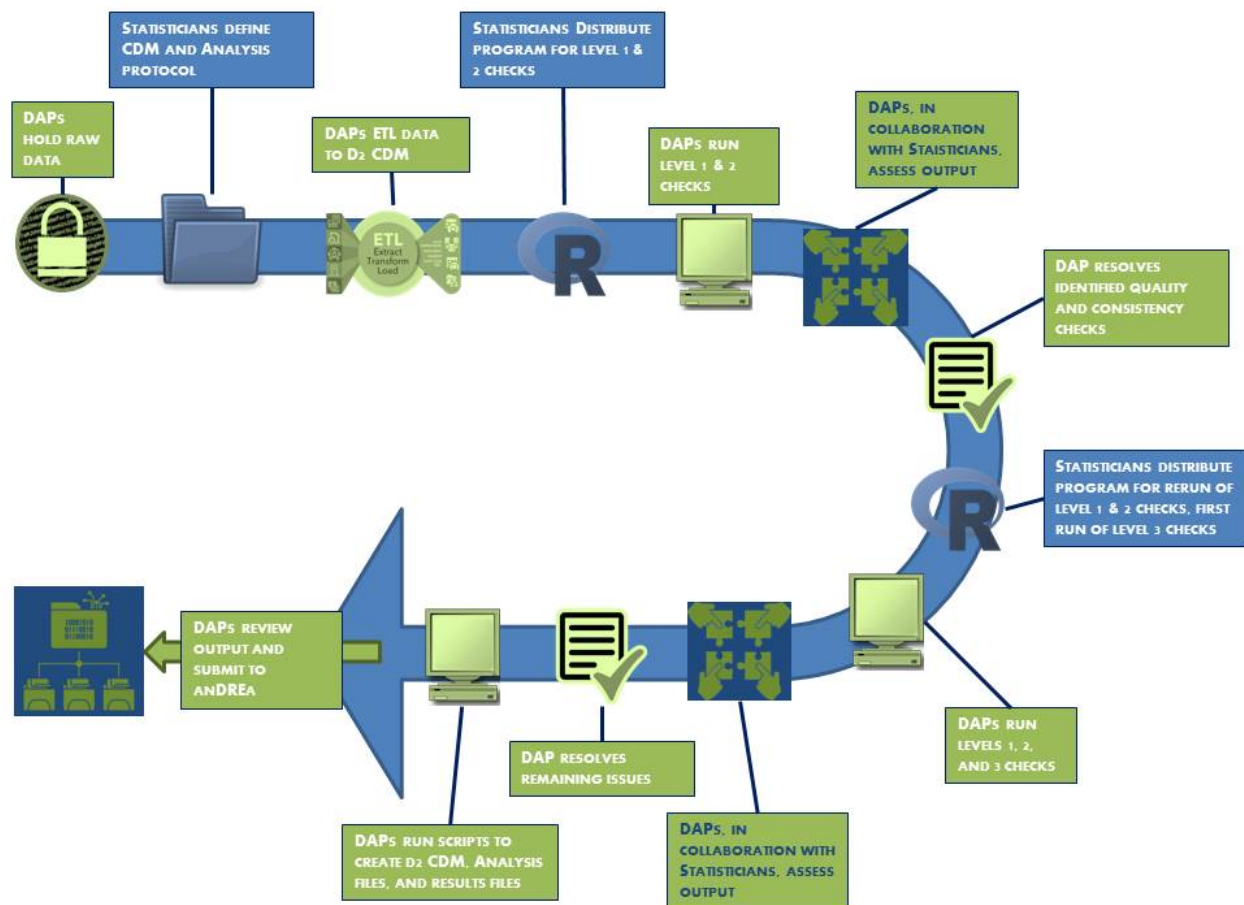 STATISTICIANS DEFINE
CDM AND ANALYSIS
PROTOCOL
STATISTICIANS DISTRIBUTE
PROGRAM FOR LEVEL 1 &
2 CHECKS
DAPS
HOLD RAW
DATA
DAPS ETL DATA
TO D2 CDM
DAPS RUN
LEVEL 1 & 2
CHECKS
DAPS, IN
COLLABORATION
WITH STAISTICIANS,
ASSESS OUTPUT
ETL
Extract
Transform
Load
R
DAP RESOLVES
IDENTIFIED QUALITY
AND CONSISTENCY
CHECKS
STATISTICIANS DISTRIBUTE
PROGRAM FOR RERUN OF
LEVEL 1 & 2 CHECKS, FIRST
RUN OF LEVEL 3 CHECKS
R
DAPS RUN
LEVELS 1, 2,
AND 3 CHECKS
DAPS, IN
COLLABORATION WITH
STATISTICIANS, ASSESS
OUTPUT
DAP RESOLVES
REMAINING ISSUES
DAPS RUN SCRIPTS TO
CREATE D2 CDM, ANALYSIS
FILES, AND RESULTS FILES
DAPS REVIEW
OUTPUT AND
SUBMIT TO
ANDREA